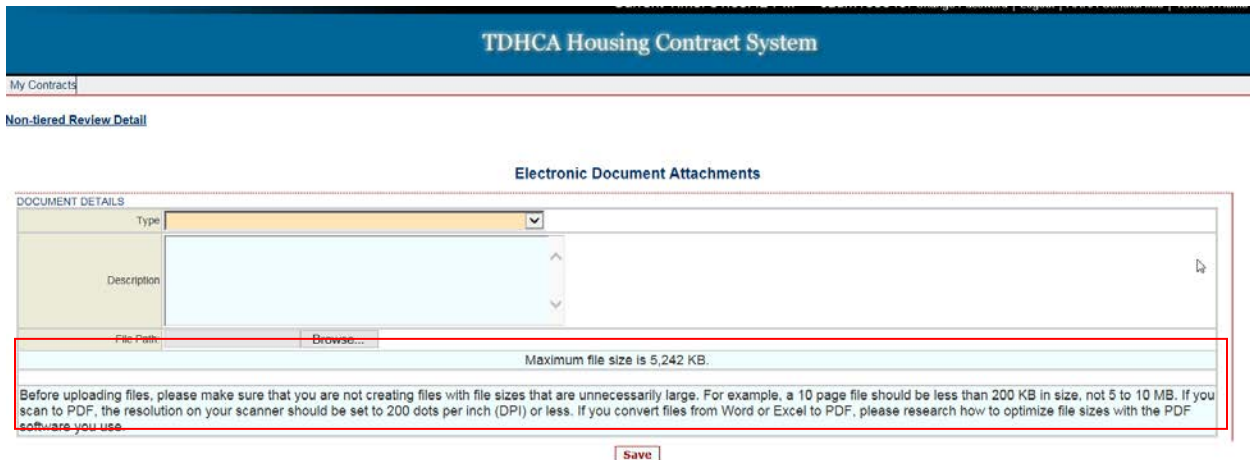 TDHCA Housing Contract System
My Contracts
Non-tiered Review Detail
Electronic Document Attachments
DOCUMENT DETAILS
Type
Description
File Path: Browse...
Maximum file size is 5,242 KB.
Before uploading files, please make sure that you are not creating files with file sizes that are unnecessarily large. For example, a 10 page file should be less than 200 KB in size, not 5 to 10 MB. If you
scan to PDF, the resolution on your scanner should be set to 200 dots per inch (DPI) or less. If you convert files from Word or Excel to PDF, please research how to optimize file sizes with the PDF
software you use.
Save